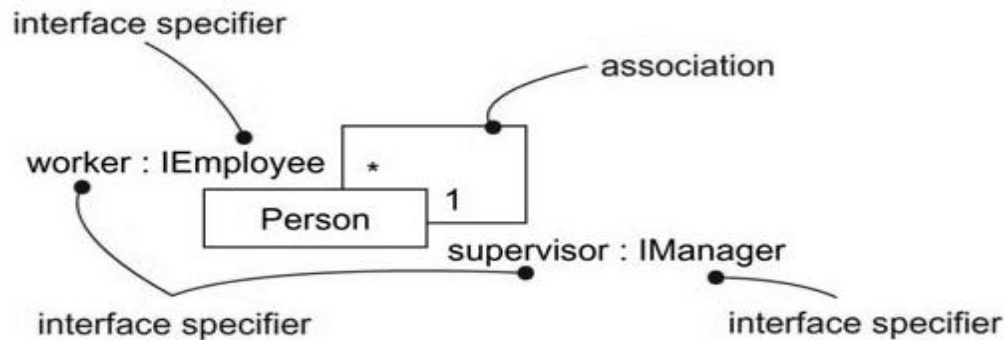 interface specifier
association
worker : IEmployee
*
1
Person
supervisor : IManager
interface specifier
interface specifier